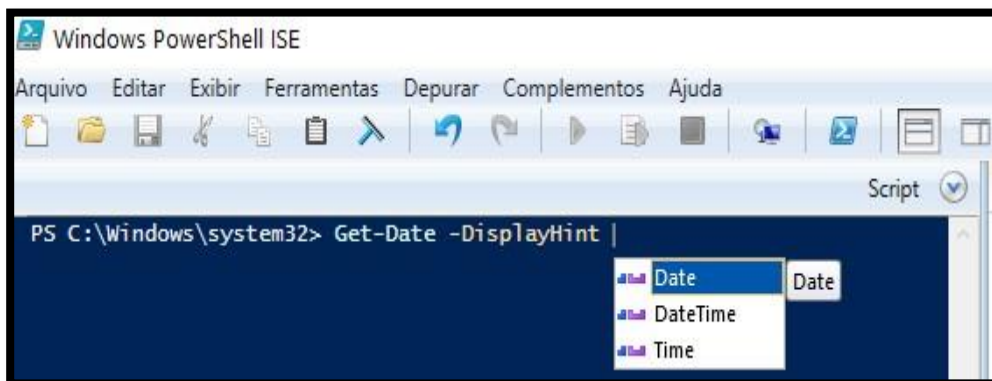 Windows PowerShell ISE
Arquivo Editar Exibir Ferramentas Depurar Complementos Ajuda
Script
PS C:\Windows\system32> Get-Date -DisplayHint
Date Date
DateTime
Time